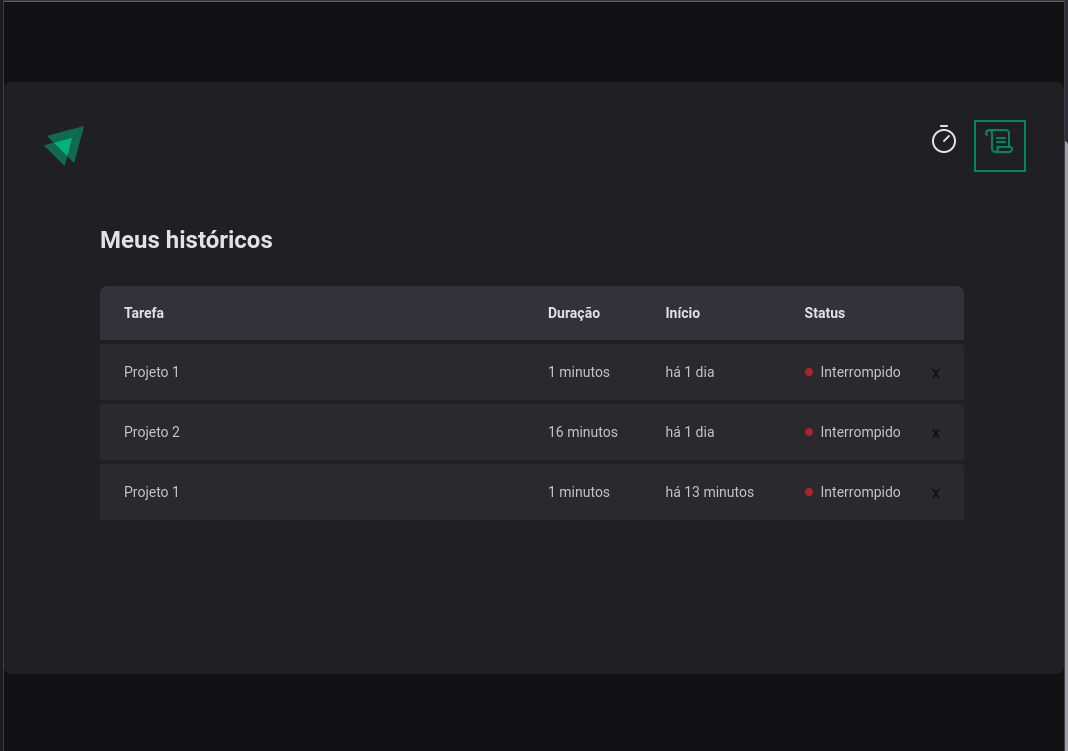 Meus históricos
Tarefa Duração Início Status
Projeto 1 1 minutos há 1 dia Interrompido x
Projeto 2 16 minutos há 1 dia Interrompido x
Projeto 1 1 minutos há 13 minutos Interrompido x